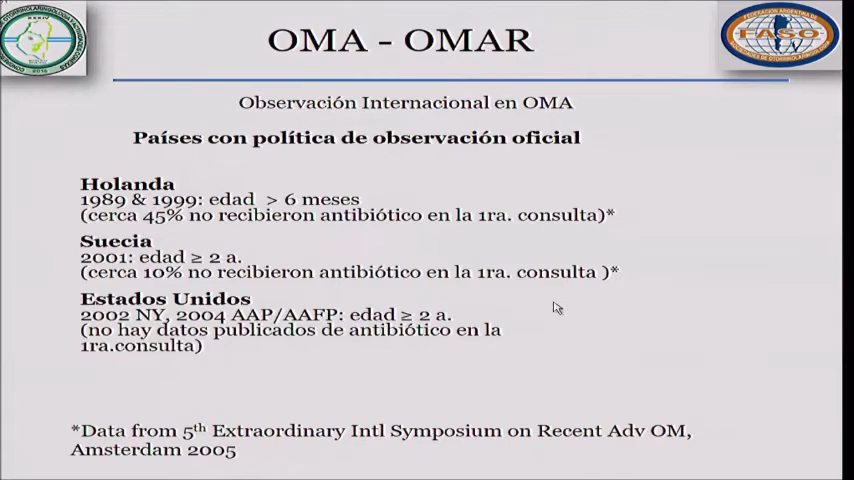 OMA - OMAR
FASO
Observación Internacional en OMA
Países con política de observación oficial
Holanda
1989 & 1999: edad > 6 meses
(cerca 45% no recibieron antibiótico en la 1ra. consulta)*
Suecia
2001: edad ≥ 2 a.
(cerca 10% no recibieron antibiótico en la 1ra. consulta )*
Estados Unidos
2002 NY, 2004 AAP/AAFP: edad ≥ 2 a.
(no hay datos publicados de antibiótico en la
1ra.consulta)
*Data from 5th Extraordinary Intl Symposium on Recent Adv OM,
Amsterdam 2005